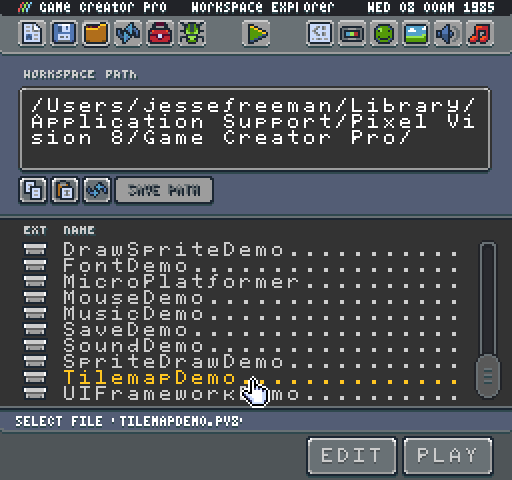 Game Creator Pro Workspace Explorer WED 08 00AM 1985
WORKSPACE PATH
/Users/jessefreeman/Library/
Application Support/Pixel Vi
sion 8/Game Creator Pro/
SAVE PATH
EXT NAME
DrawSpriteDemo...........
FontDemo.................
MicroPlatformer..........
MouseDemo................
MusicDemo................
SaveDemo.................
SoundDemo................
SpriteDrawDemo...........
TilemapDemo..............
UIFrameworkDemo..........
SELECT FILE 'TILEMAPDEMO.PV8'
EDIT PLAY